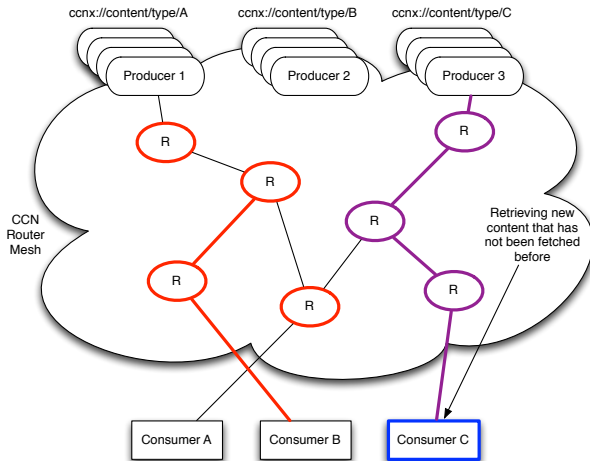 ccnx://content/type/A
ccnx://content/type/B
ccnx://content/type/C
Producer 1
Producer 2
Producer 3
R
R
R
R
R
R
R
CCN
Router
Mesh
Retrieving new
content that has
not been fetched
before
Consumer A
Consumer B
Consumer C